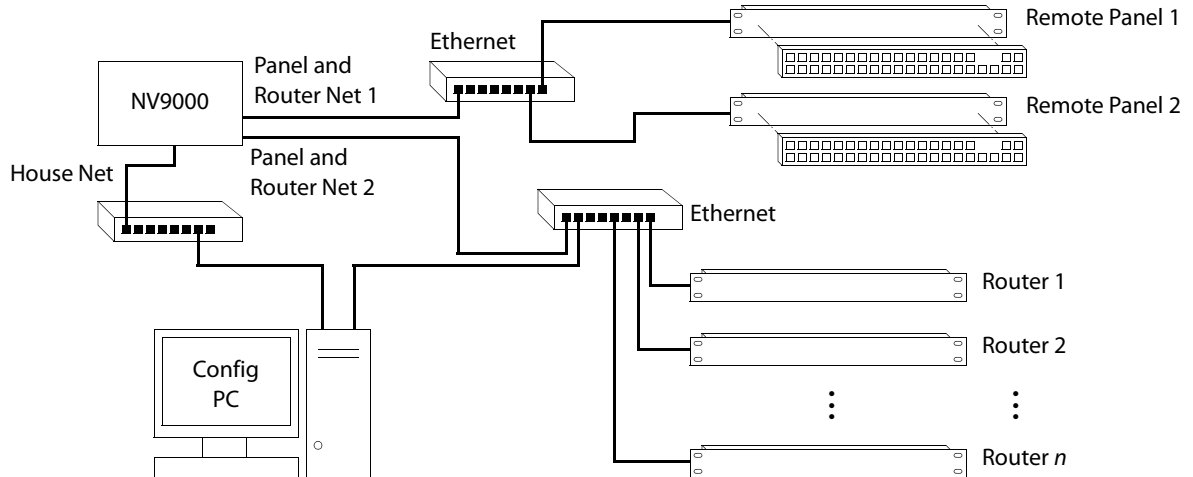 Remote Panel 1
Ethernet
Panel and
Router Net 1
NV9000
Remote Panel 2
Panel and
Router Net 2
House Net
Ethernet
Router 1
Router 2
Config
PC
Router n